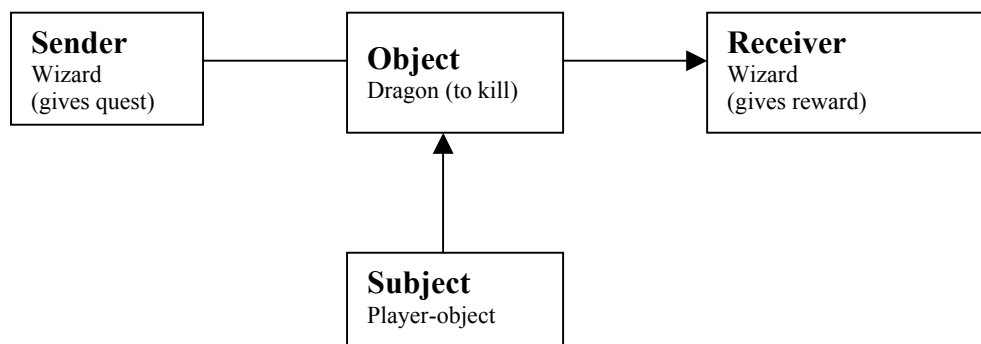 Sender
Wizard
(gives quest)
Object
Dragon (to kill)
Receiver
Wizard
(gives reward)
Subject
Player-object